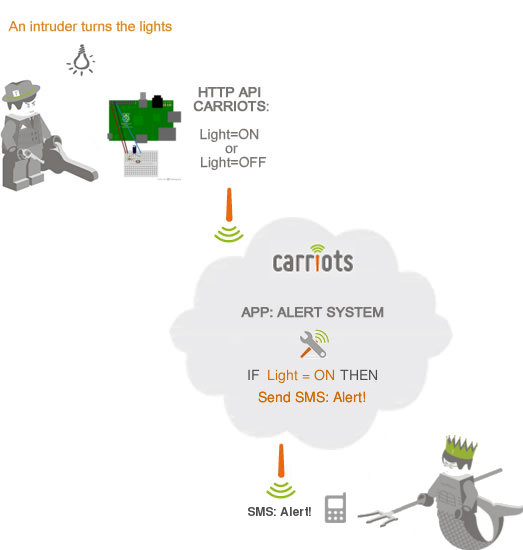 An intruder turns the lights
HTTP API
CARRIOTS:
Light=ON
or
Light=OFF
carriots
APP: ALERT SYSTEM
IF Light = ON THEN
Send SMS: Alert!
SMS: Alert!